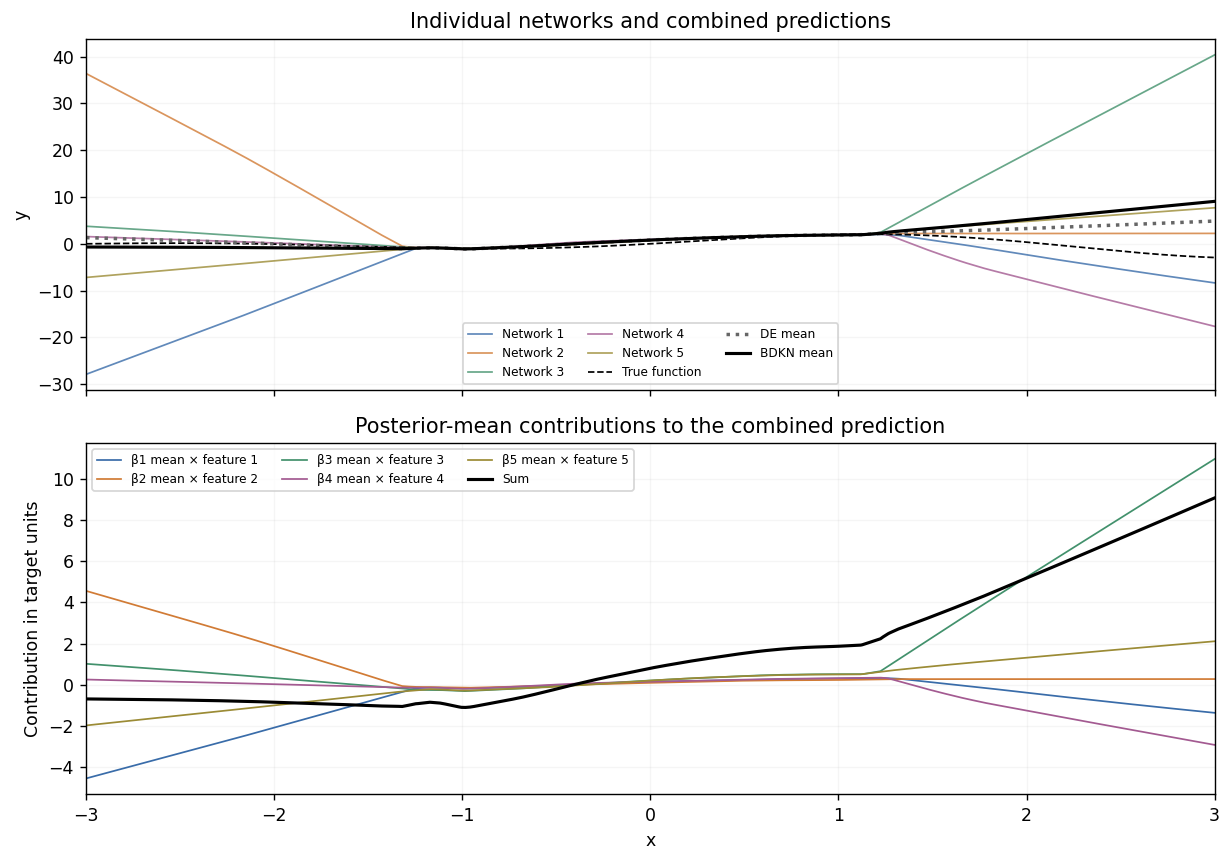 Individual networks and combined predictions
40
30
20
10
0
−10
−20
−30
y
Network 1
Network 2
Network 3
Network 4
Network 5
True function
DE mean
BDKN mean
Posterior-mean contributions to the combined prediction
β1 mean × feature 1
β2 mean × feature 2
β3 mean × feature 3
β4 mean × feature 4
β5 mean × feature 5
Sum
10
8
6
4
2
0
−2
−4
Contribution in target units
−3 −2 −1 0 1 2 3
x